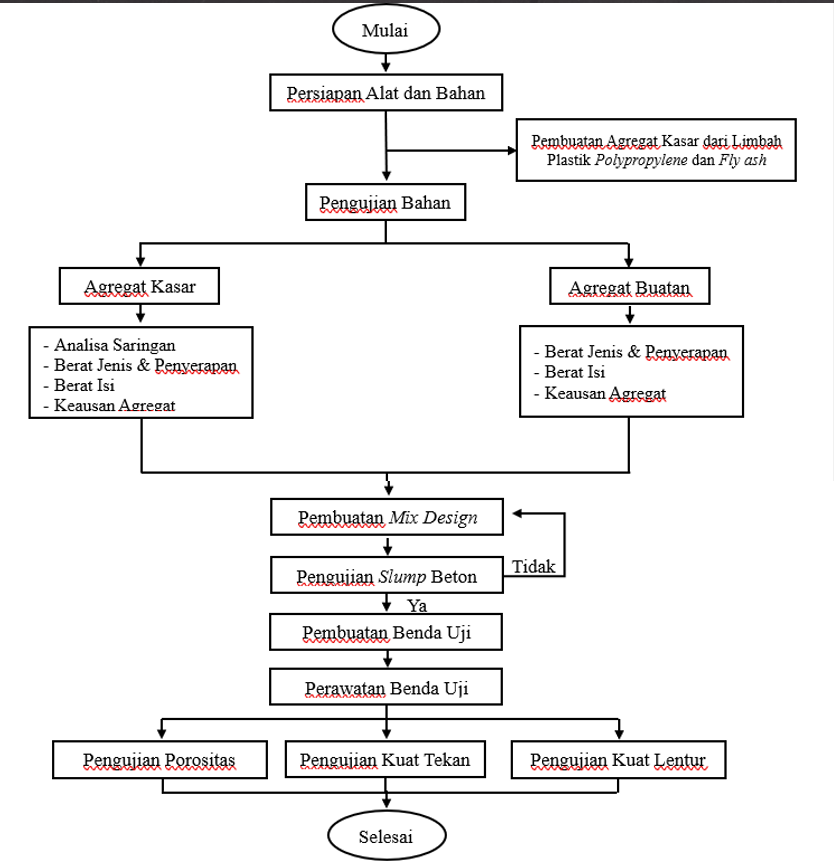 Mulai
Persiapan Alat dan Bahan
Pembuatan Agregat Kasar dari Limbah
Plastik Polypropylene dan Fly ash
Pengujian Bahan
Agregat Kasar
Agregat Buatan
- Analisa Saringan
- Berat Jenis & Penyerapan
- Berat Isi
- Keausan Agregat
- Berat Jenis & Penyerapan
- Berat Isi
- Keausan Agregat
Pembuatan Mix Design
Pengujian Slump Beton
Tidak
Ya
Pembuatan Benda Uji
Perawatan Benda Uji
Pengujian Porositas
Pengujian Kuat Tekan
Pengujian Kuat Lentur
Selesai